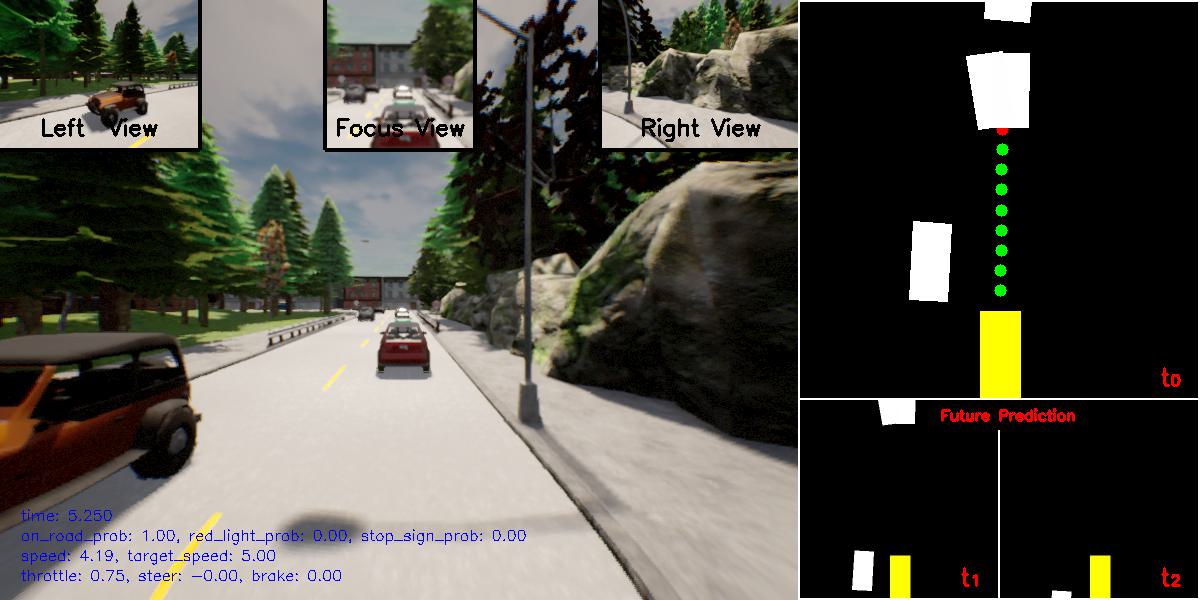 Left View
Focus View
Right View
time: 5.250
on_road_prob: 1.00, red_light_prob: 0.00, stop_sign_prob: 0.00
speed: 4.19, target_speed: 5.00
throttle: 0.75, steer: −0.00, brake: 0.00
t0
Future Prediction
t1
t2